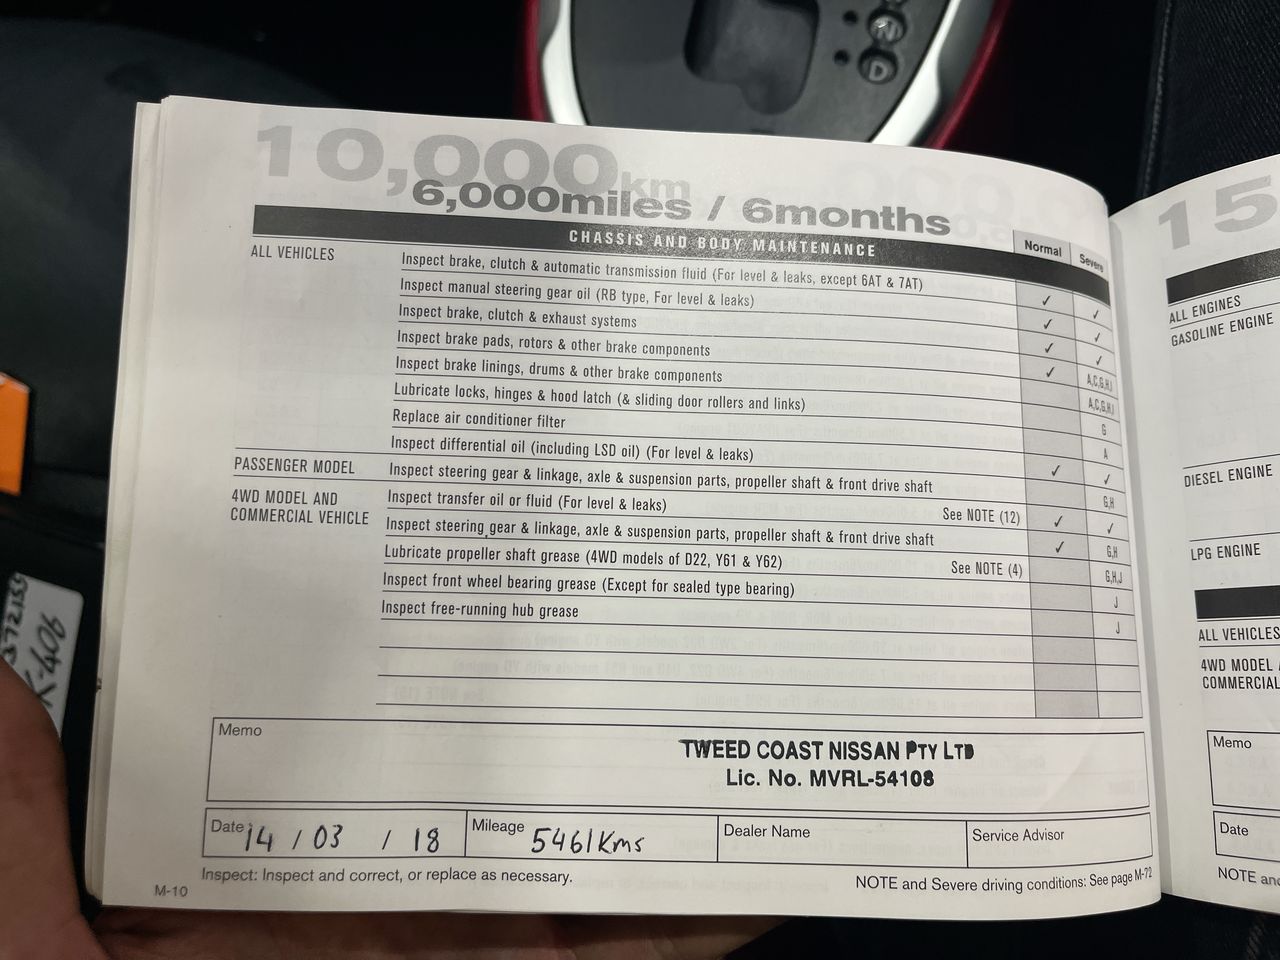 N
D
10,000km
6,000miles / 6months
CHASSIS AND BODY MAINTENANCE
Normal
Severe
ALL VEHICLES
Inspect brake, clutch & automatic transmission fluid (For level & leaks, except 6AT & 7AT) ✓ ✓
Inspect manual steering gear oil (RB type, For level & leaks) ✓ ✓
Inspect brake, clutch & exhaust systems ✓ ✓
Inspect brake pads, rotors & other brake components ✓ A,C,G,H,I
Inspect brake linings, drums & other brake components A,C,G,H,I
Lubricate locks, hinges & hood latch (& sliding door rollers and links) G
Replace air conditioner filter A
Inspect differential oil (including LSD oil) (For level & leaks) ✓ ✓
PASSENGER MODEL
Inspect steering gear & linkage, axle & suspension parts, propeller shaft & front drive shaft G,H
4WD MODEL AND
COMMERCIAL VEHICLE
Inspect transfer oil or fluid (For level & leaks) See NOTE (12) ✓ ✓
Inspect steering gear & linkage, axle & suspension parts, propeller shaft & front drive shaft ✓ G,H
Lubricate propeller shaft grease (4WD models of D22, Y61 & Y62) See NOTE (4) G,H,J
Inspect front wheel bearing grease (Except for sealed type bearing) J
Inspect free-running hub grease J
Memo
TWEED COAST NISSAN PTY LTD
Lic. No. MVRL-54108
Date 14 / 03 / 18
Mileage 5461Kms
Dealer Name
Service Advisor
Inspect: Inspect and correct, or replace as necessary.
NOTE and Severe driving conditions: See page M-72
M-10
15
ALL ENGINES
GASOLINE ENGINE
DIESEL ENGINE
LPG ENGINE
ALL VEHICLES
4WD MODEL
COMMERCIAL
Memo
Date
NOTE and
K-406